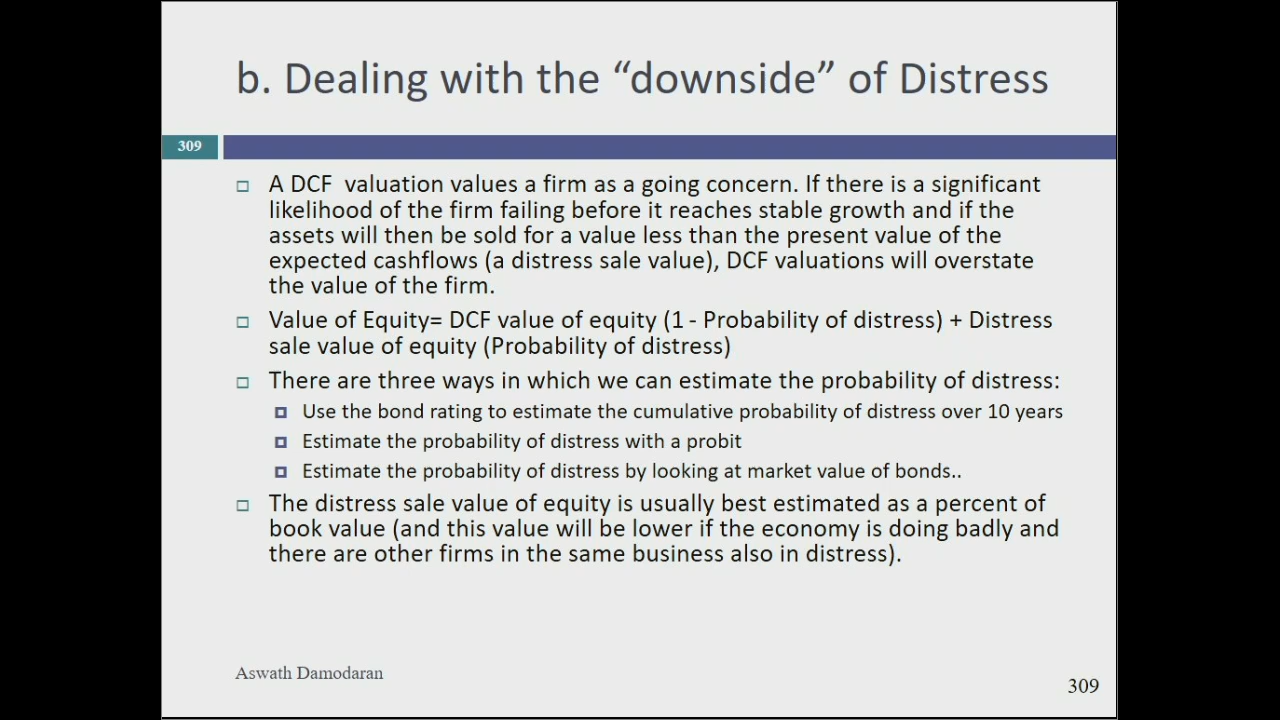 b. Dealing with the “downside” of Distress
309
A DCF valuation values a firm as a going concern. If there is a significant
likelihood of the firm failing before it reaches stable growth and if the
assets will then be sold for a value less than the present value of the
expected cashflows (a distress sale value), DCF valuations will overstate
the value of the firm.
Value of Equity= DCF value of equity (1 - Probability of distress) + Distress
sale value of equity (Probability of distress)
There are three ways in which we can estimate the probability of distress:
Use the bond rating to estimate the cumulative probability of distress over 10 years
Estimate the probability of distress with a probit
Estimate the probability of distress by looking at market value of bonds..
The distress sale value of equity is usually best estimated as a percent of
book value (and this value will be lower if the economy is doing badly and
there are other firms in the same business also in distress).
Aswath Damodaran
309